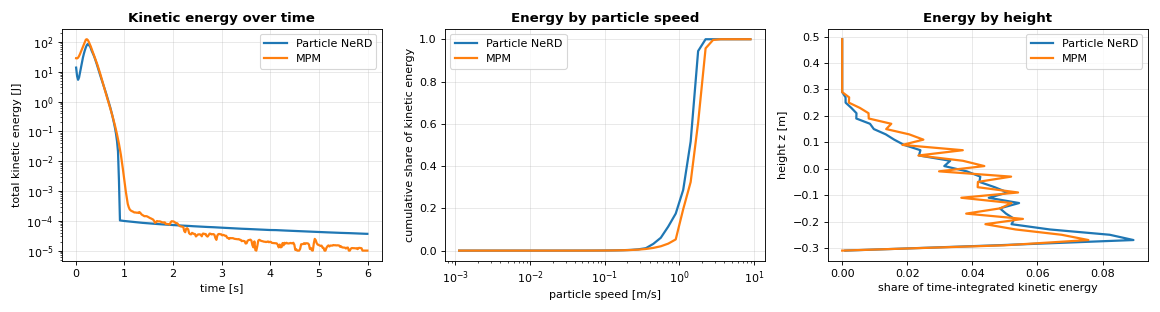 Kinetic energy over time
total kinetic energy [J]
10²
10¹
10⁰
10⁻¹
10⁻²
10⁻³
10⁻⁴
10⁻⁵
Particle NeRD
MPM
0 1 2 3 4 5 6
time [s]
Energy by particle speed
cumulative share of kinetic energy
1.0
0.8
0.6
0.4
0.2
0.0
Particle NeRD
MPM
10⁻³ 10⁻² 10⁻¹ 10⁰ 10¹
particle speed [m/s]
Energy by height
height z [m]
0.5
0.4
0.3
0.2
0.1
0.0
−0.1
−0.2
−0.3
Particle NeRD
MPM
0.00 0.02 0.04 0.06 0.08
share of time-integrated kinetic energy